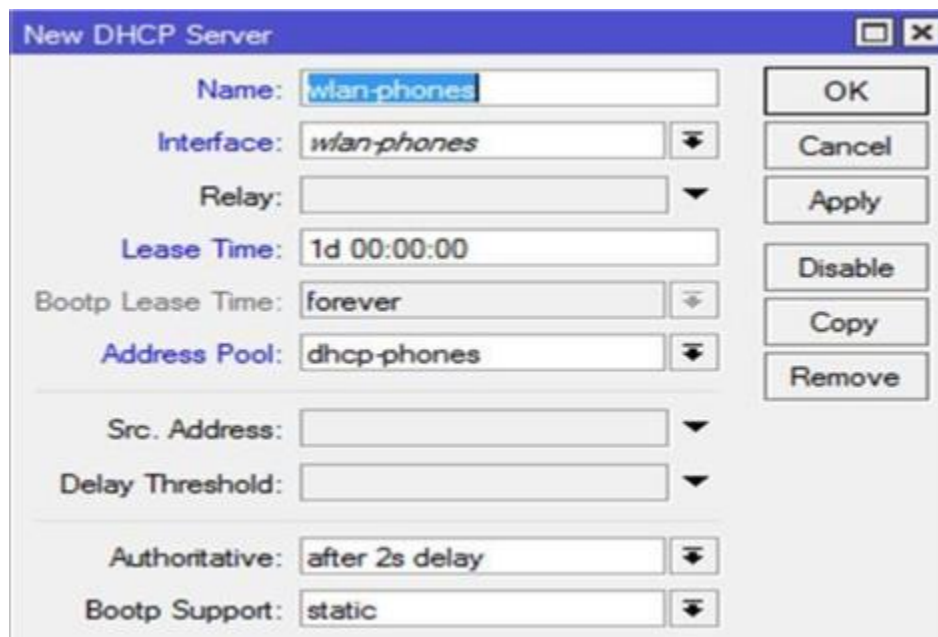 New DHCP Server
Name: wlan-phones
OK
Interface: wlan-phones
Cancel
Relay:
Apply
Lease Time: 1d 00:00:00
Disable
Bootp Lease Time: forever
Copy
Address Pool: dhcp-phones
Remove
Src. Address:
Delay Threshold:
Authoritative: after 2s delay
Bootp Support: static